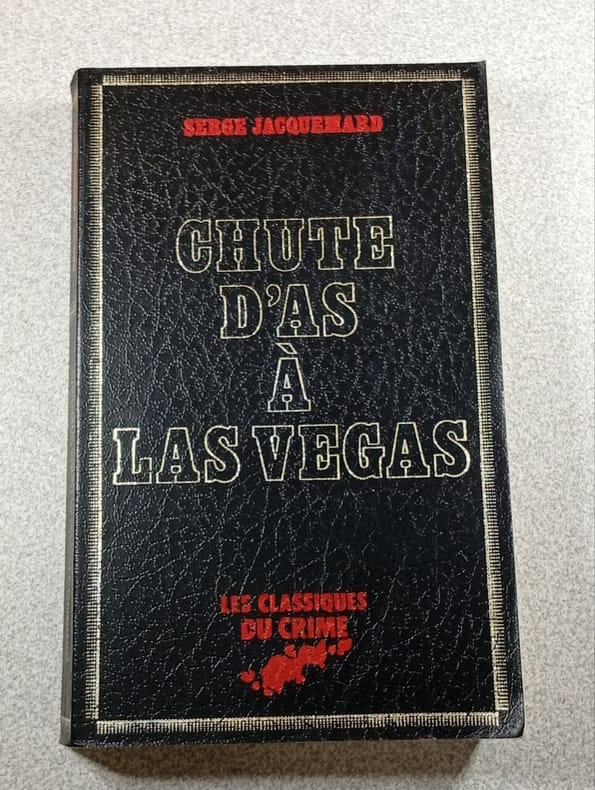 SERGE JACQUEMARD
CHUTE
D'AS
À
LAS VEGAS
LES CLASSIQUES
DU CRIME